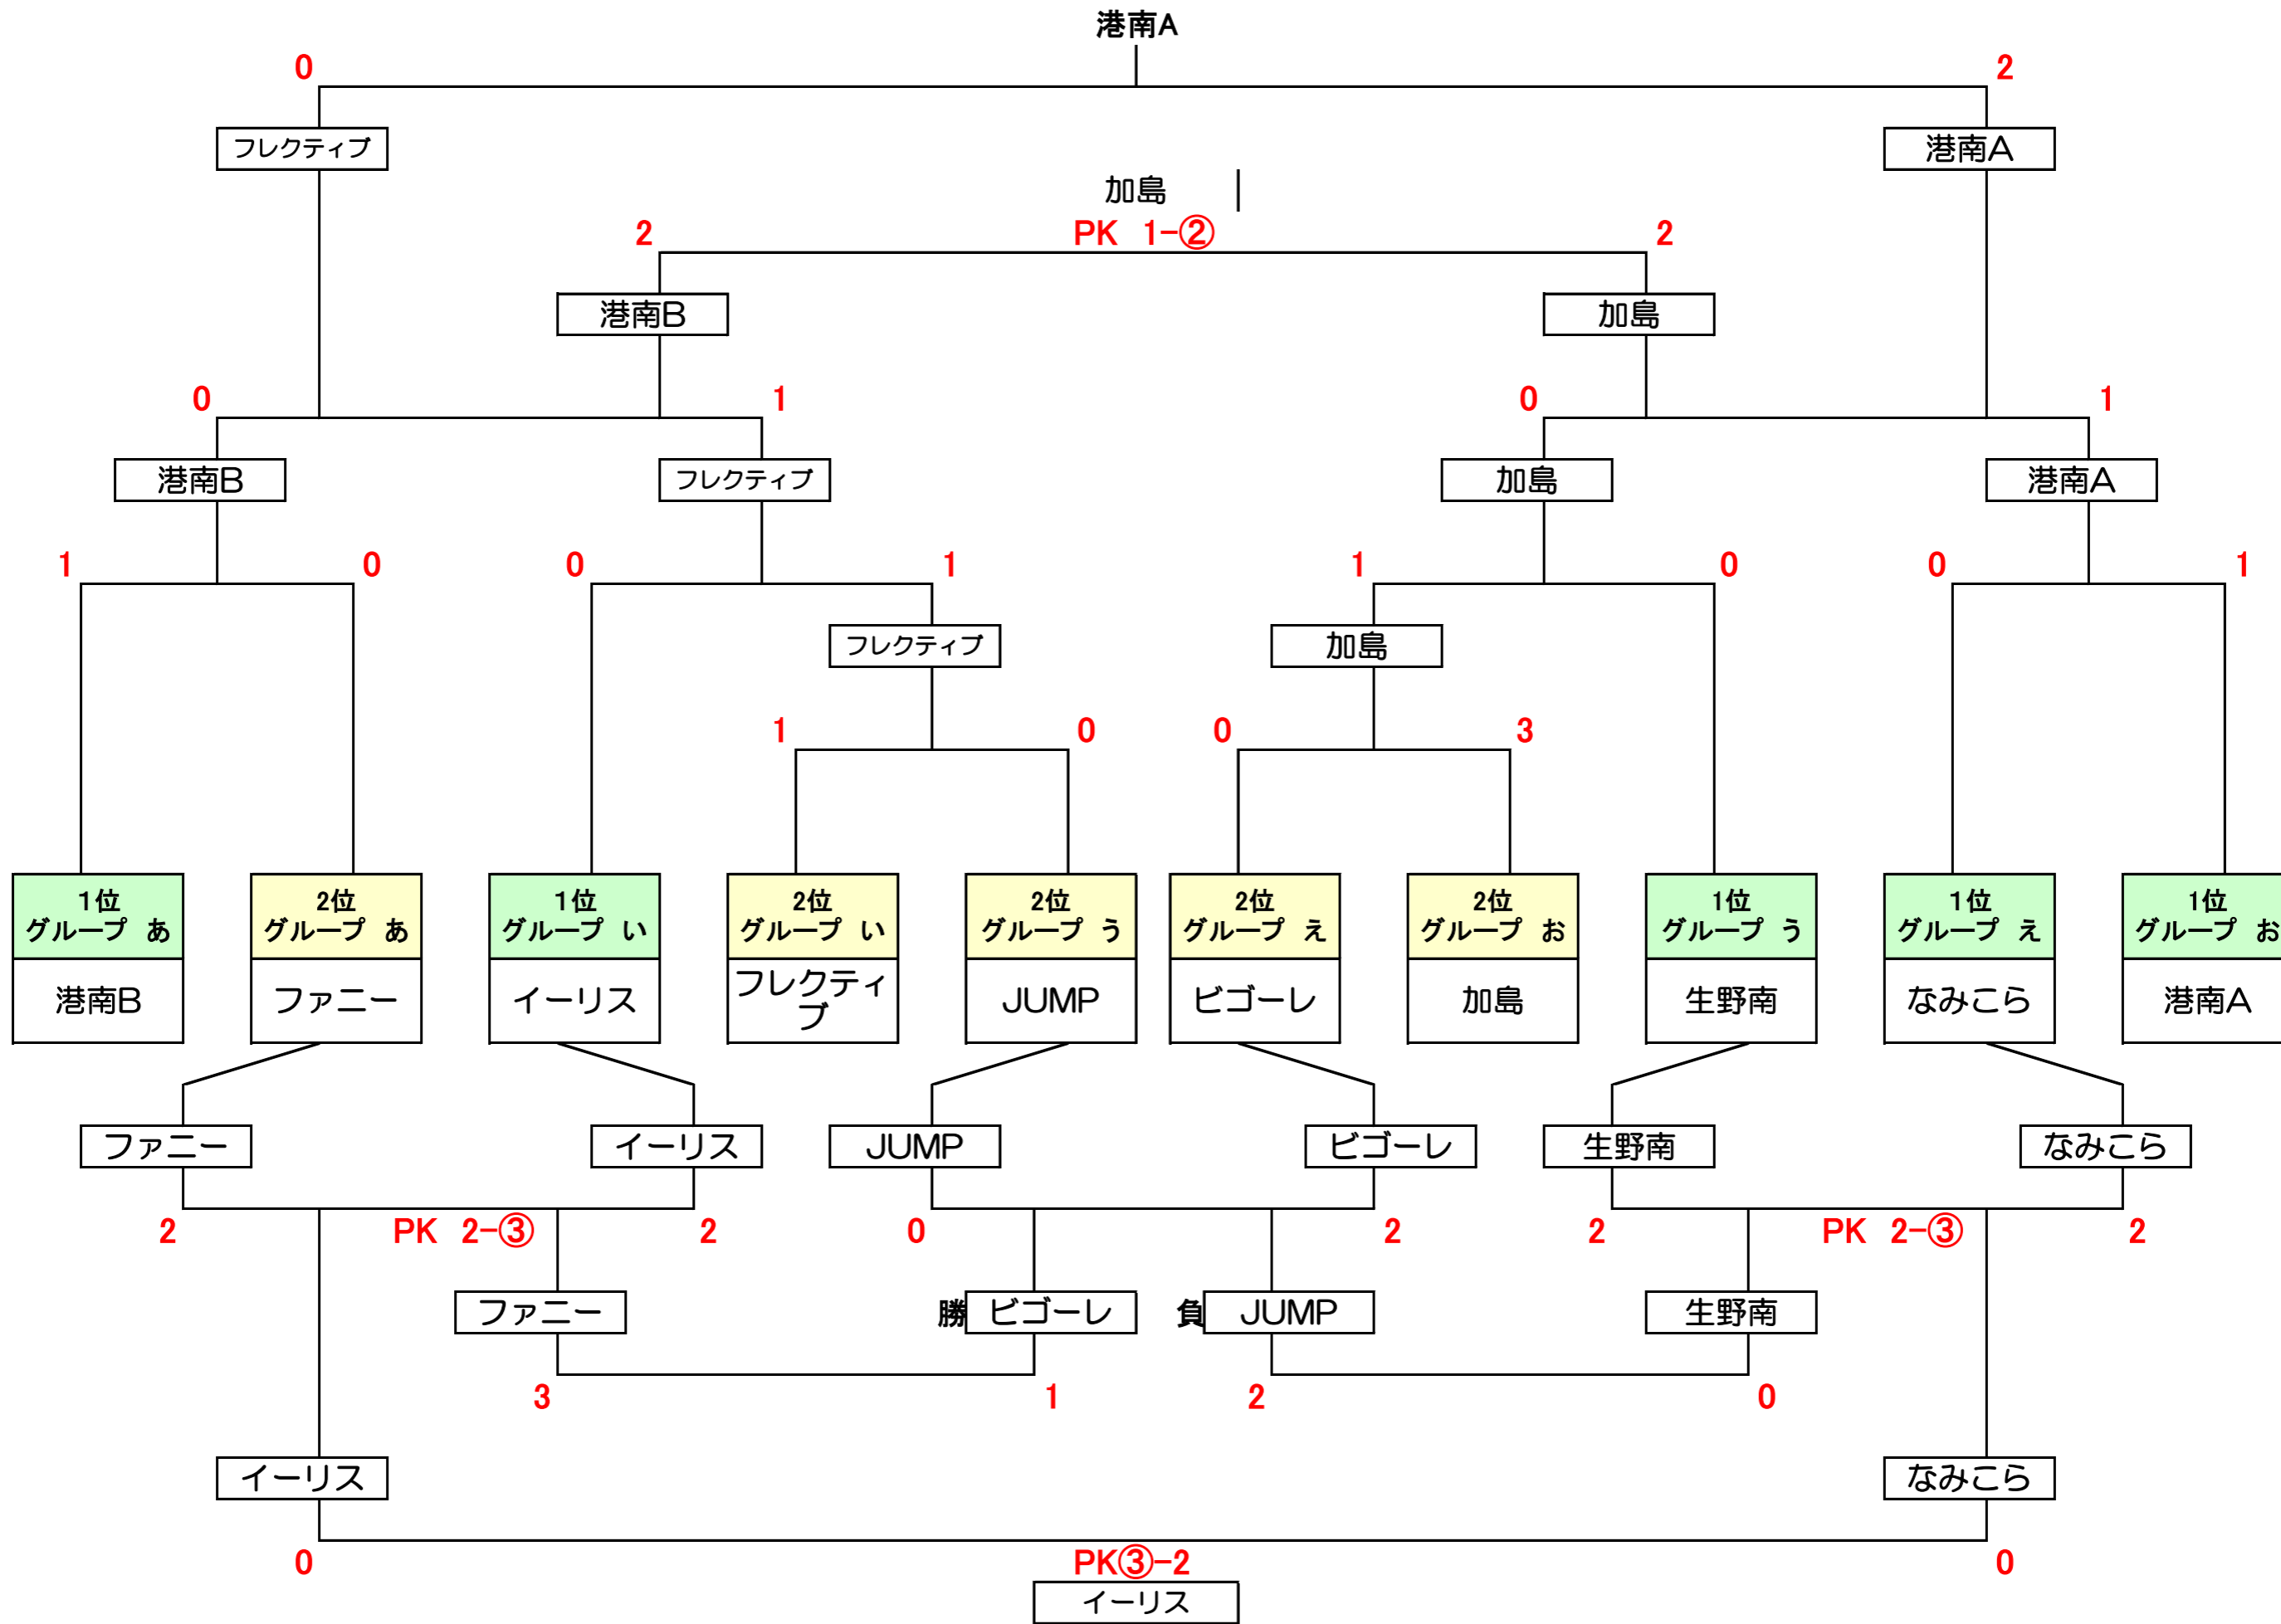 港南A
0 2
フレクティブ 港南A
加島
2 PK 1-② 2
港南B 加島
0 1 0 1
港南B フレクティブ 加島 港南A
1 0 0 1 1 0 0 1
フレクティブ 加島
1 0 0 3
1位 2位 1位 2位 2位 2位 2位 1位 1位 1位
グループ あ グループ あ グループ い グループ い グループ う グループ え グループ お グループ う グループ え グループ お
港南B ファニー イーリス フレクティ JUMP ビゴーレ 加島 生野南 なみこら 港南A
ブ
ファニー イーリス JUMP ビゴーレ 生野南 なみこら
2 PK 2-③ 2 0 2 2 PK 2-③ 2
ファニー 勝 ビゴーレ 負 JUMP 生野南
3 1 2 0
イーリス なみこら
0 PK③-2 0
イーリス